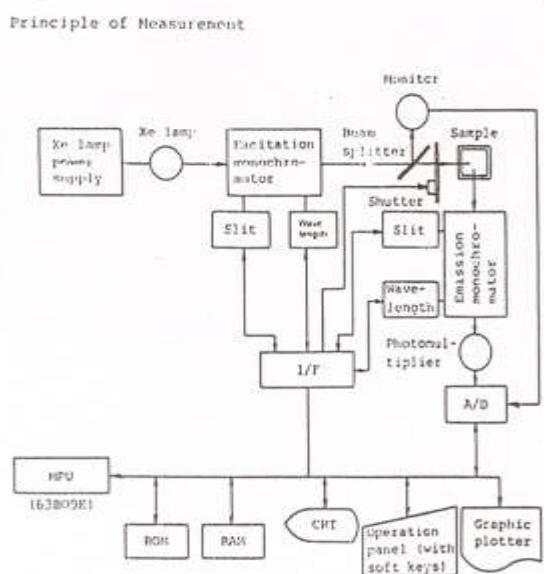 Principle of Measurement
Monitor
Xe lamp
power
supply
Xe lamp
Excitation
monochro-
mator
Beam
splitter
Sample
Shutter
Slit
Wave
length
Slit
Wave-
length
Emission
monochro-
mator
Photomul-
tiplier
I/F
A/D
MPU
(63B09E)
ROM
RAM
CRT
Operation
panel (with
soft keys)
Graphic
plotter